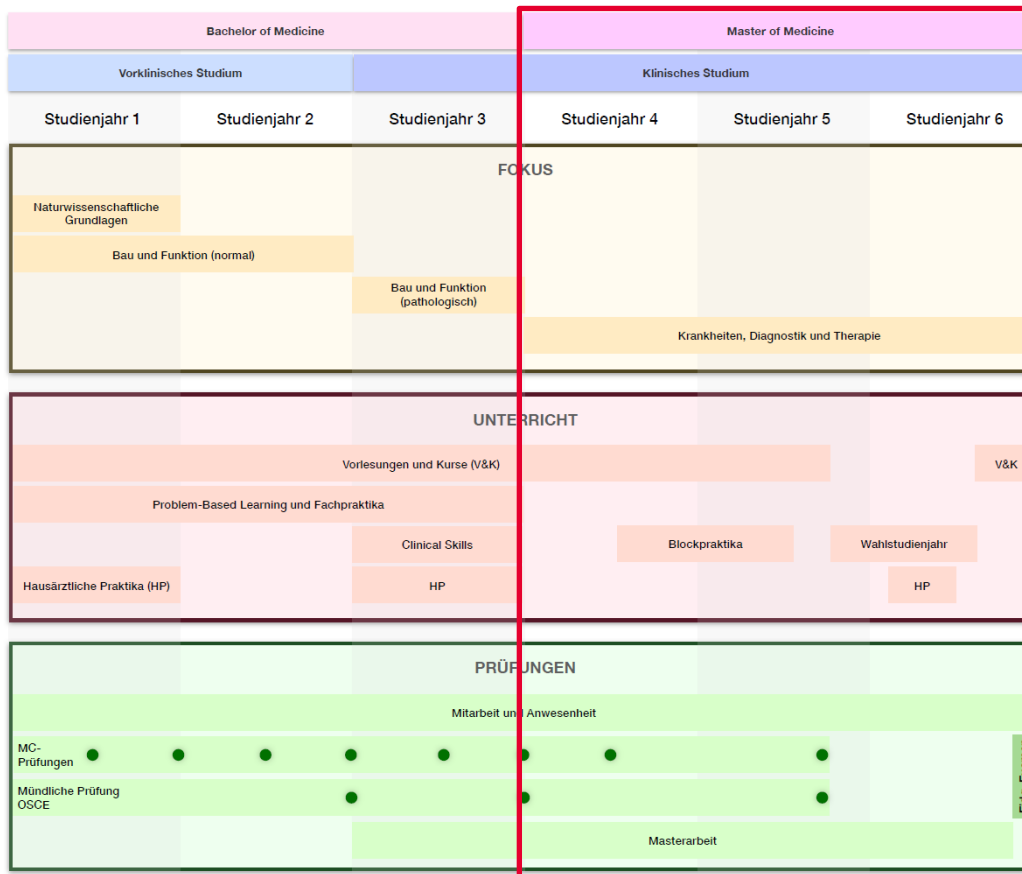 Bachelor of Medicine
Master of Medicine
Vorklinisches Studium
Klinisches Studium
Studienjahr 1
Studienjahr 2
Studienjahr 3
Studienjahr 4
Studienjahr 5
Studienjahr 6
FOKUS
Naturwissenschaftliche
Grundlagen
Bau und Funktion (normal)
Bau und Funktion
(pathologisch)
Krankheiten, Diagnostik und Therapie
UNTERRICHT
Vorlesungen und Kurse (V&K)
V&K
Problem-Based Learning und Fachpraktika
Clinical Skills
Blockpraktika
Wahlstudienjahr
Hausärztliche Praktika (HP)
HP
HP
PRÜFUNGEN
Mitarbeit und Anwesenheit
MC-
Prüfungen
Mündliche Prüfung
OSCE
Masterarbeit